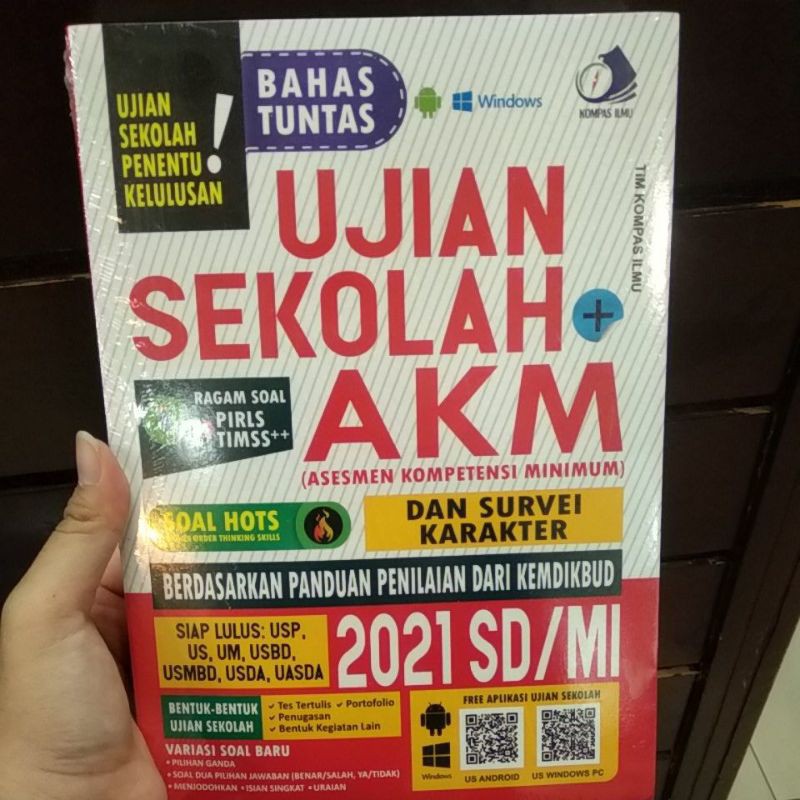 UJIAN
SEKOLAH
PENENTU
KELULUSAN
!
BAHAS
TUNTAS
Windows
KOMPAS ILMU
TIM KOMPAS ILMU
UJIAN
SEKOLAH +
AKM
(ASESMEN KOMPETENSI MINIMUM)
RAGAM SOAL
PIRLS
TIMSS++
SOAL HOTS
ORDER THINKING SKILLS
DAN SURVEI
KARAKTER
BERDASARKAN PANDUAN PENILAIAN DARI KEMDIKBUD
SIAP LULUS: USP,
US, UM, USBD,
USMBD, USDA, UASDA
2021 SD/MI
BENTUK-BENTUK
UJIAN SEKOLAH
✓ Tes Tertulis ✓ Portofolio
✓ Penugasan
✓ Bentuk Kegiatan Lain
VARIASI SOAL BARU
• PILIHAN GANDA
• SOAL DUA PILIHAN JAWABAN (BENAR/SALAH, YA/TIDAK)
• MENJODOHKAN • ISIAN SINGKAT • URAIAN
FREE APLIKASI UJIAN SEKOLAH
Windows
US ANDROID
US WINDOWS PC